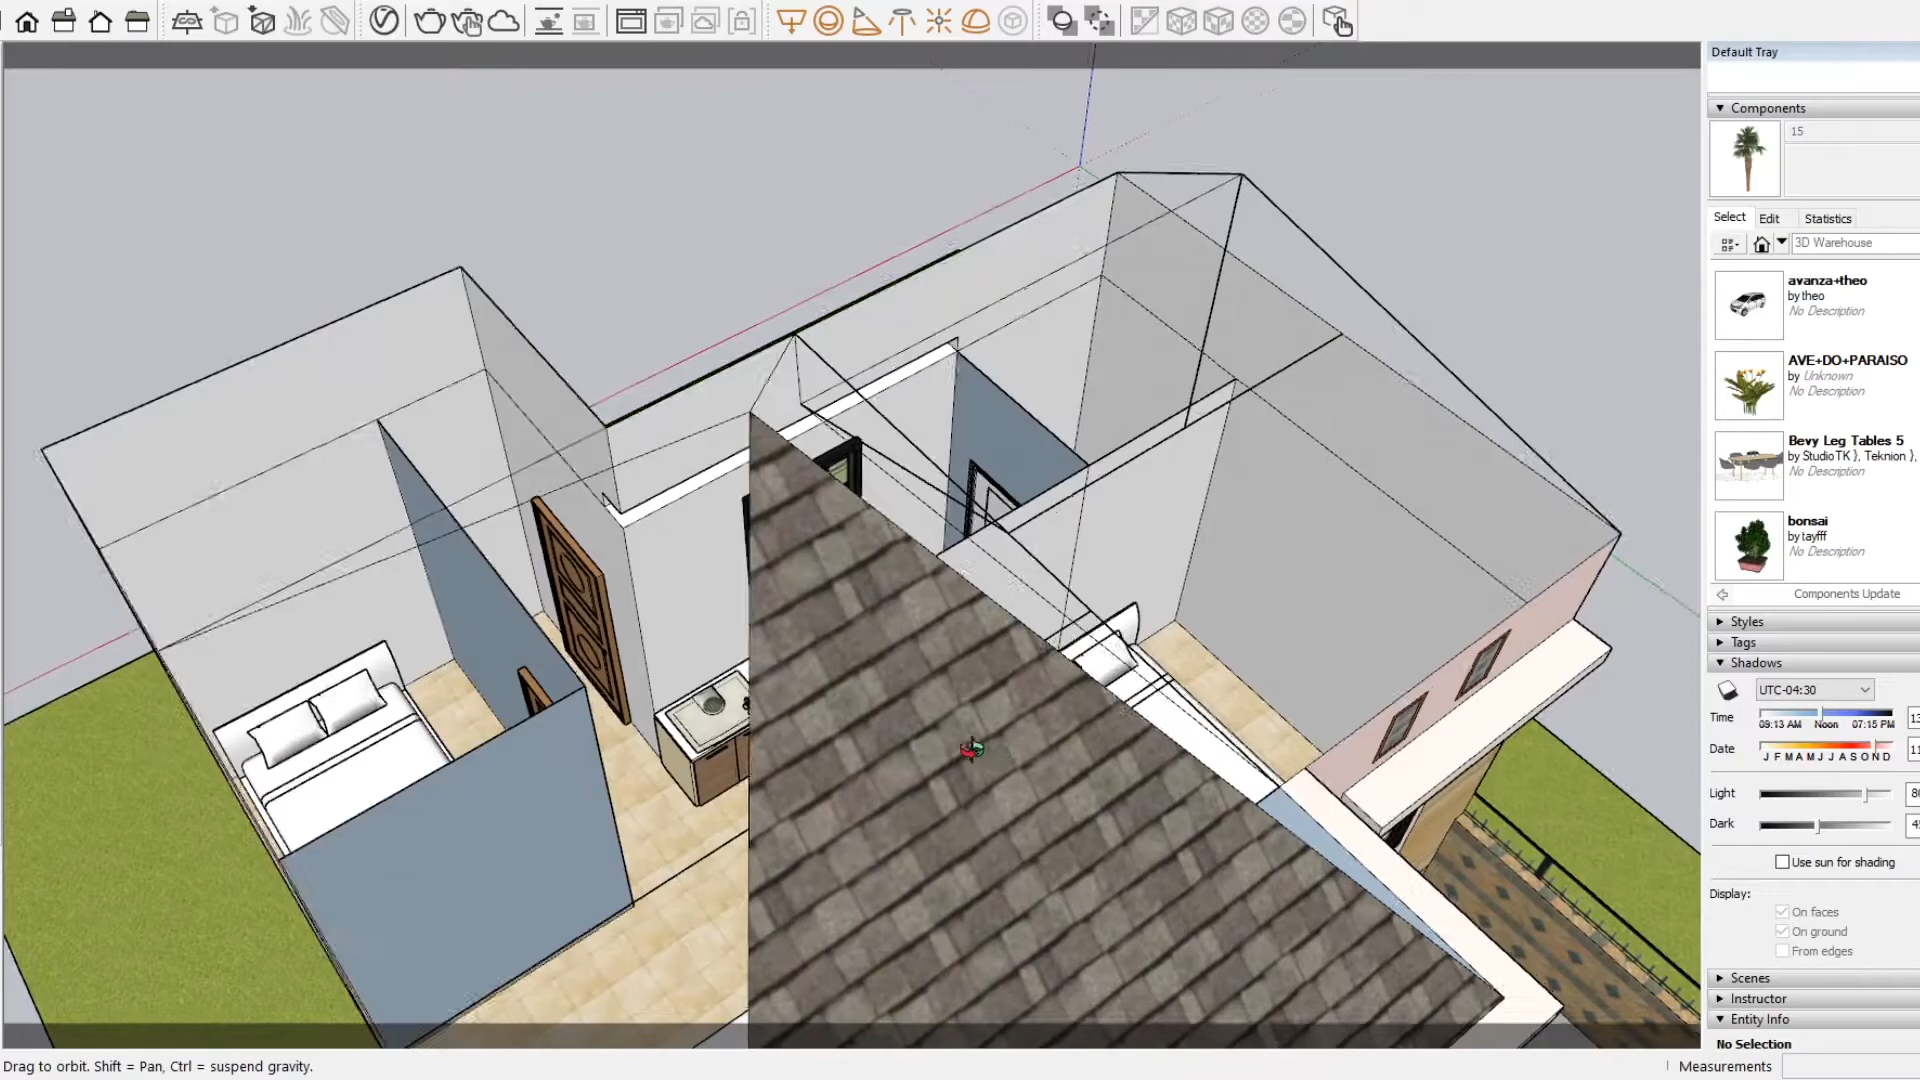 Default Tray
Components
15
Select Edit Statistics
3D Warehouse
avanza+theo
by theo
No Description
AVE+DO+PARAISO
by Unknown
No Description
Bevy Leg Tables 5
by StudioTK }, Teknion },
No Description
bonsai
by tayfff
No Description
Components Update
Styles
Tags
Shadows
UTC-04:30
Time 09:13 AM Noon 07:15 PM 13
Date J F M A M J J A S O N D 11
Light 80
Dark 45
Use sun for shading
Display:
On faces
On ground
From edges
Scenes
Instructor
Entity Info
No Selection
Drag to orbit. Shift = Pan, Ctrl = suspend gravity.
Measurements